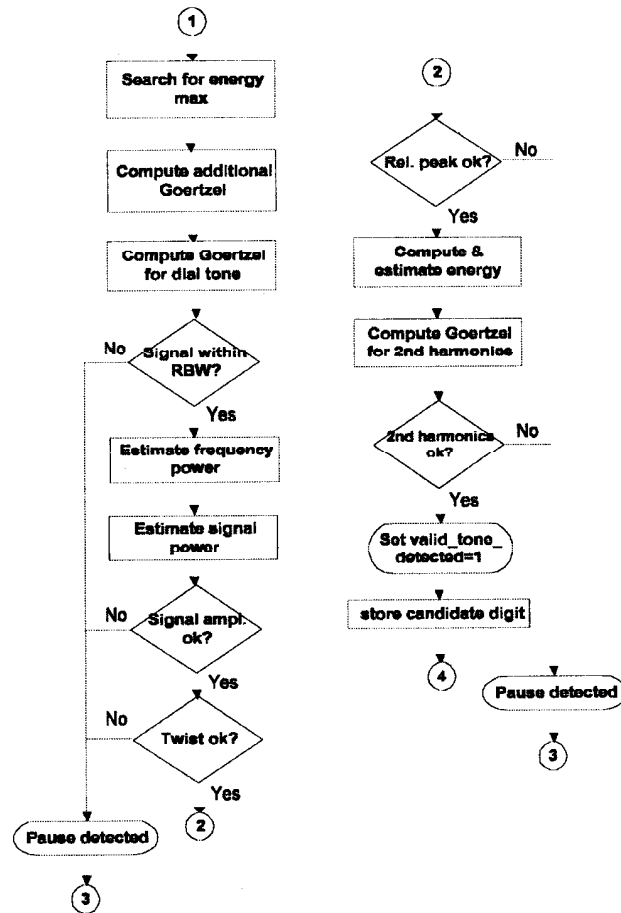 1
Search for energy
max
Compute additional
Goertzel
Compute Goertzel
for dial tone
No
Signal within
RBW?
Yes
Estimate frequency
power
Estimate signal
power
No
Signal ampl.
ok?
Yes
No
Twist ok?
Yes
2
Pause detected
3
2
Rel. peak ok?
No
Yes
Compute &
estimate energy
Compute Goertzel
for 2nd harmonics
2nd harmonics
ok?
No
Yes
Set valid_tone_
detected=1
store candidate digit
4
Pause detected
3